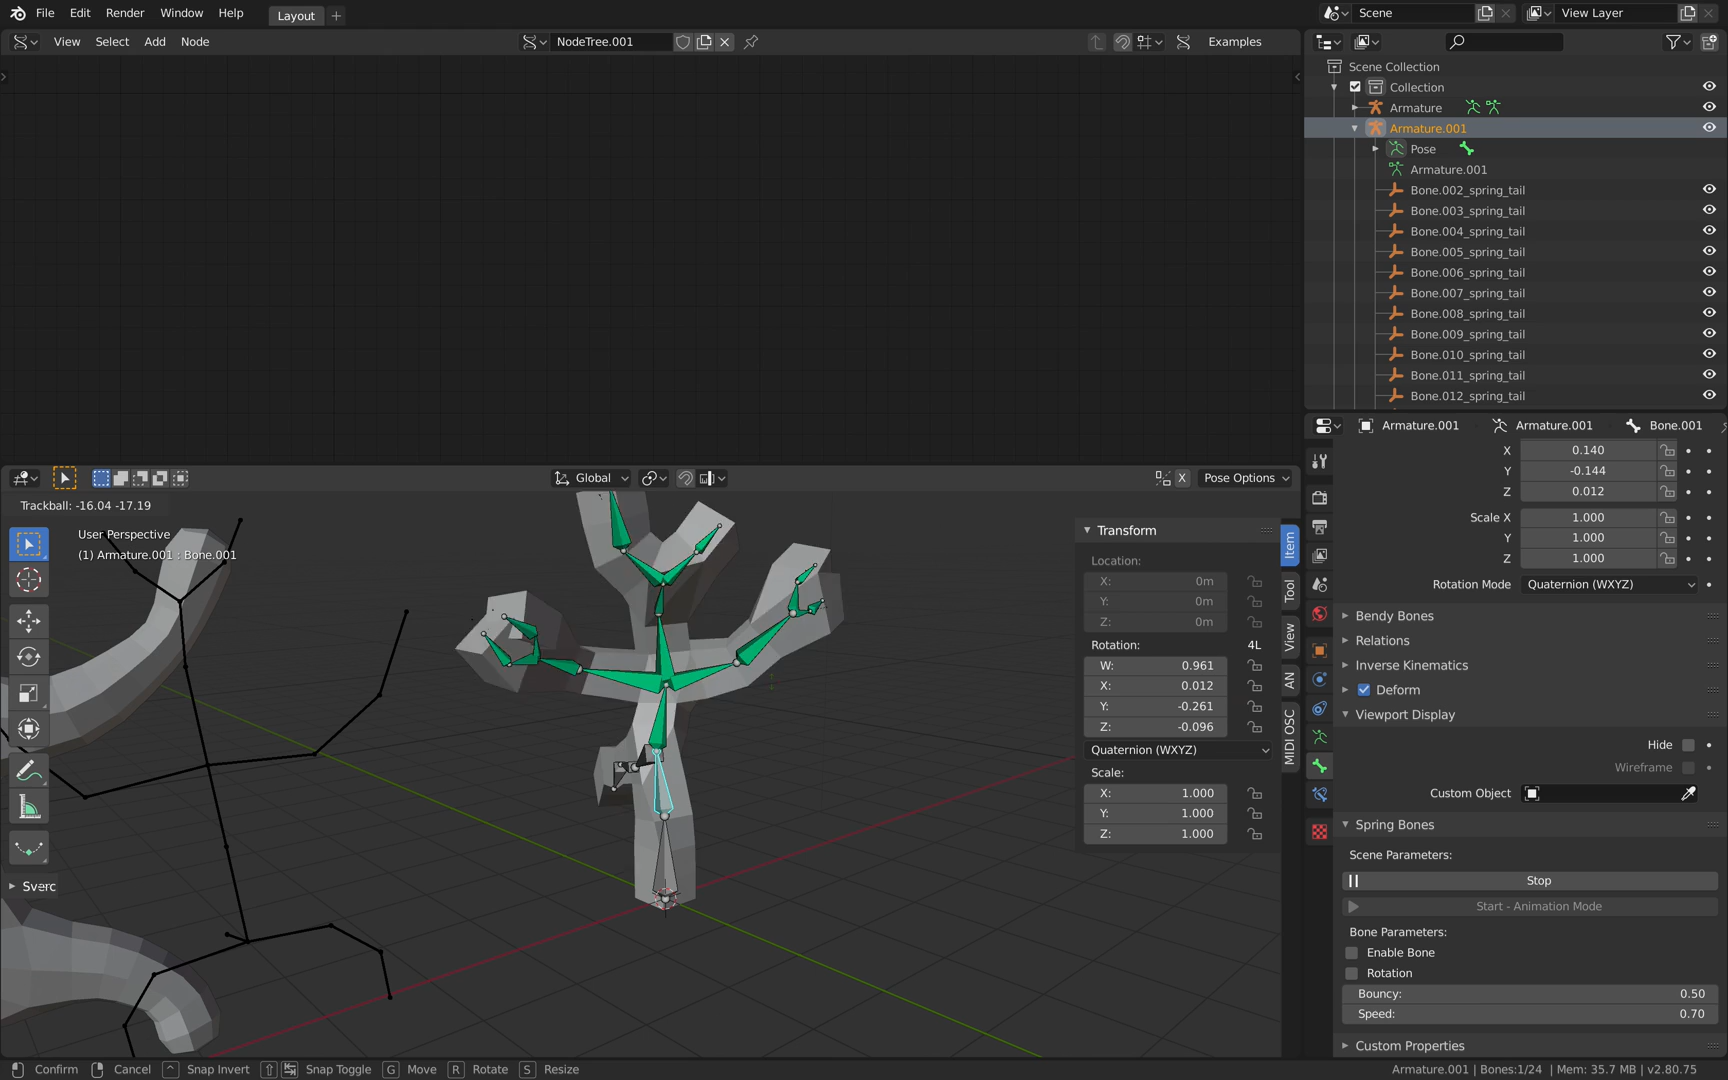 File Edit Render Window Help Layout Scene View Layer
View Select Add Node NodeTree.001 Examples
Scene Collection
Collection
Armature
Armature.001
Pose
Armature.001
Bone.002_spring_tail
Bone.003_spring_tail
Bone.004_spring_tail
Bone.005_spring_tail
Bone.006_spring_tail
Bone.007_spring_tail
Bone.008_spring_tail
Bone.009_spring_tail
Bone.010_spring_tail
Bone.011_spring_tail
Bone.012_spring_tail
Armature.001 Armature.001 Bone.001
X 0.140
Y -0.144
Z 0.012
Scale X 1.000
Y 1.000
Z 1.000
Rotation Mode Quaternion (WXYZ)
Bendy Bones
Relations
Inverse Kinematics
Deform
Viewport Display
Hide
Wireframe
Custom Object
Spring Bones
Scene Parameters:
Stop
Start - Animation Mode
Bone Parameters:
Enable Bone
Rotation
Bouncy: 0.50
Speed: 0.70
Custom Properties
Global X Pose Options
Trackball: -16.04 -17.19
User Perspective
(1) Armature.001 : Bone.001
Transform
Location:
X: 0m
Y: 0m
Z: 0m
Rotation: 4L
W: 0.961
X: 0.012
Y: -0.261
Z: -0.096
Quaternion (WXYZ)
Scale:
X: 1.000
Y: 1.000
Z: 1.000
Item
Tool
View
AN
MIDI OSC
Confirm Cancel Snap Invert Snap Toggle G Move R Rotate S Resize
Armature.001 | Bones:1/24 | Mem: 35.7 MB | v2.80.75